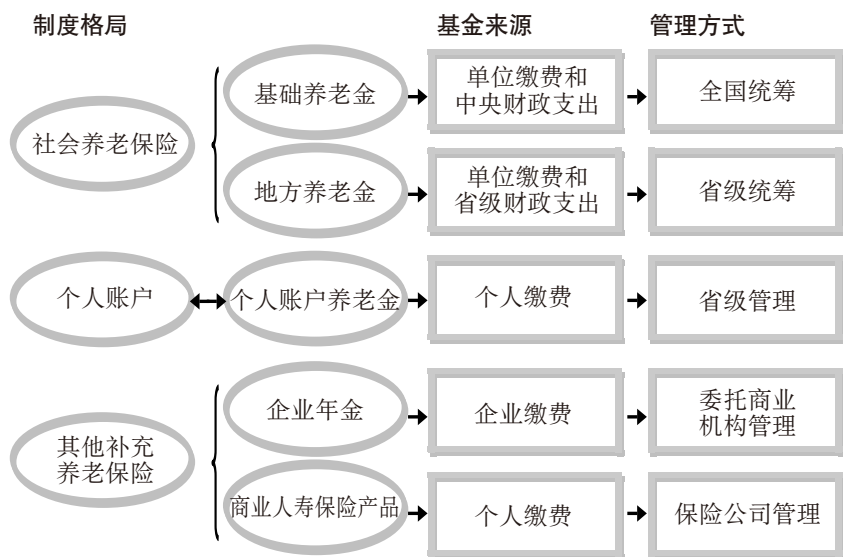 制度格局 基金来源 管理方式
社会养老保险
基础养老金
单位缴费和
中央财政支出
全国统筹
地方养老金
单位缴费和
省级财政支出
省级统筹
个人账户
个人账户养老金
个人缴费
省级管理
其他补充
养老保险
企业年金
企业缴费
委托商业
机构管理
商业人寿保险产品
个人缴费
保险公司管理